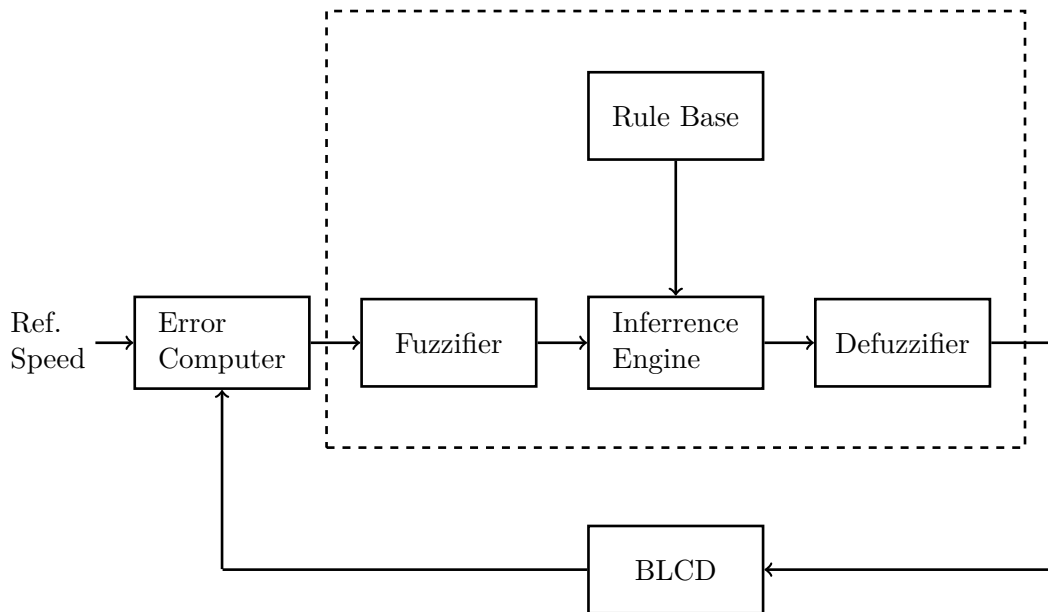 Rule Base
Ref.
Speed
Error
Computer
Fuzzifier
Inferrence
Engine
Defuzzifier
BLCD